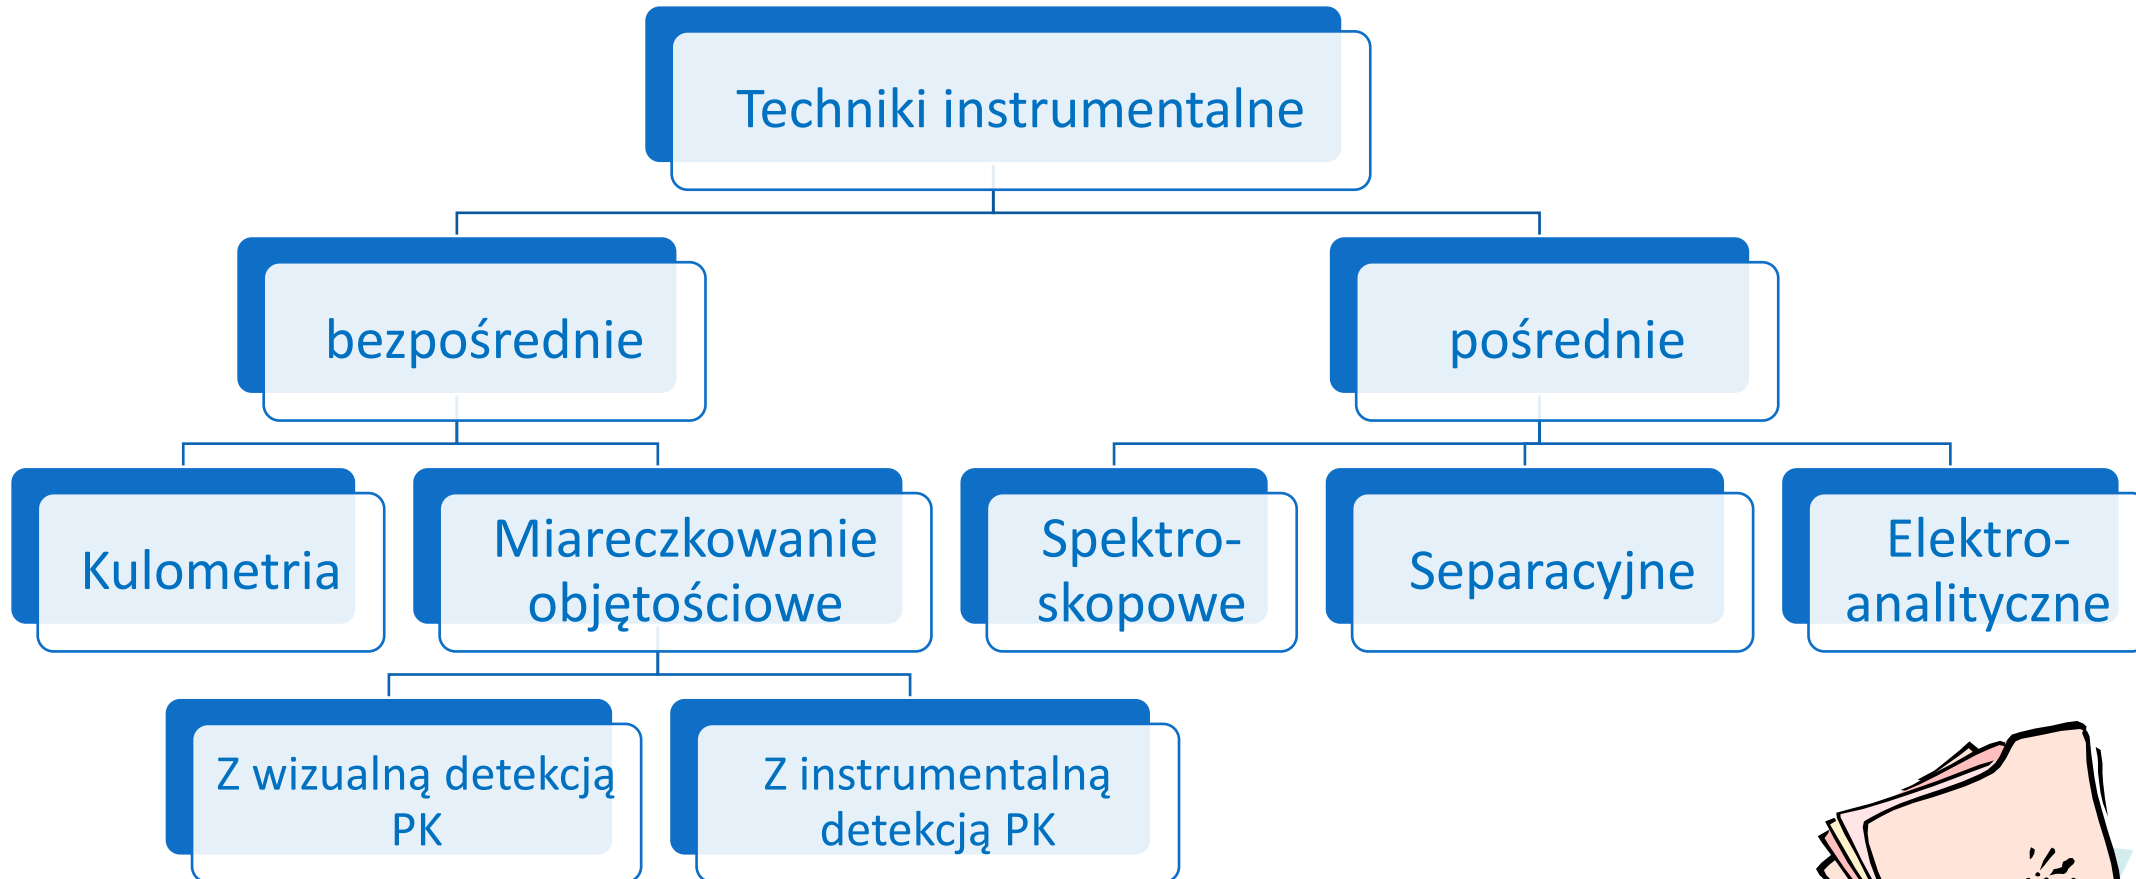 Techniki instrumentalne
bezpośrednie
pośrednie
Kulometria
Miareczkowanie
objętościowe
Spektro-
skopowe
Separacyjne
Elektro-
analityczne
Z wizualną detekcją
PK
Z instrumentalną
detekcją PK